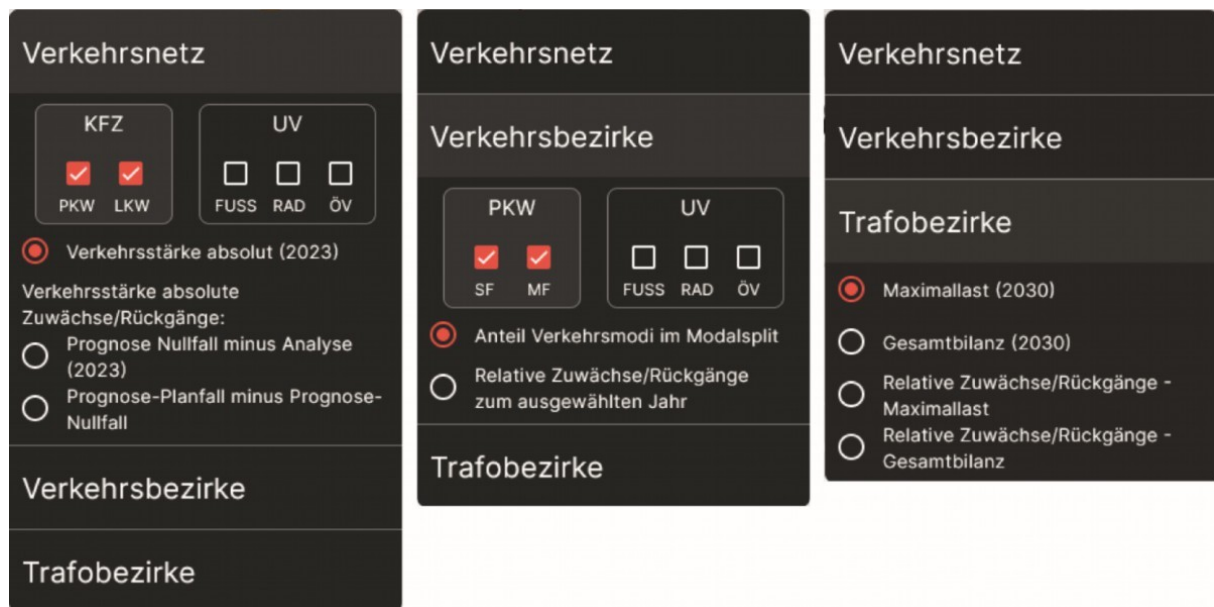 Verkehrsnetz
KFZ
UV
PKW LKW
FUSS RAD ÖV
Verkehrsstärke absolut (2023)
Verkehrsstärke absolute
Zuwächse/Rückgänge:
Prognose Nullfall minus Analyse
(2023)
Prognose-Planfall minus Prognose-
Nullfall
Verkehrsbezirke
Trafobezirke
Verkehrsnetz
Verkehrsbezirke
PKW
UV
SF MF
FUSS RAD ÖV
Anteil Verkehrsmodi im Modalsplit
Relative Zuwächse/Rückgänge
zum ausgewählten Jahr
Trafobezirke
Verkehrsnetz
Verkehrsbezirke
Trafobezirke
Maximallast (2030)
Gesamtbilanz (2030)
Relative Zuwächse/Rückgänge -
Maximallast
Relative Zuwächse/Rückgänge -
Gesamtbilanz